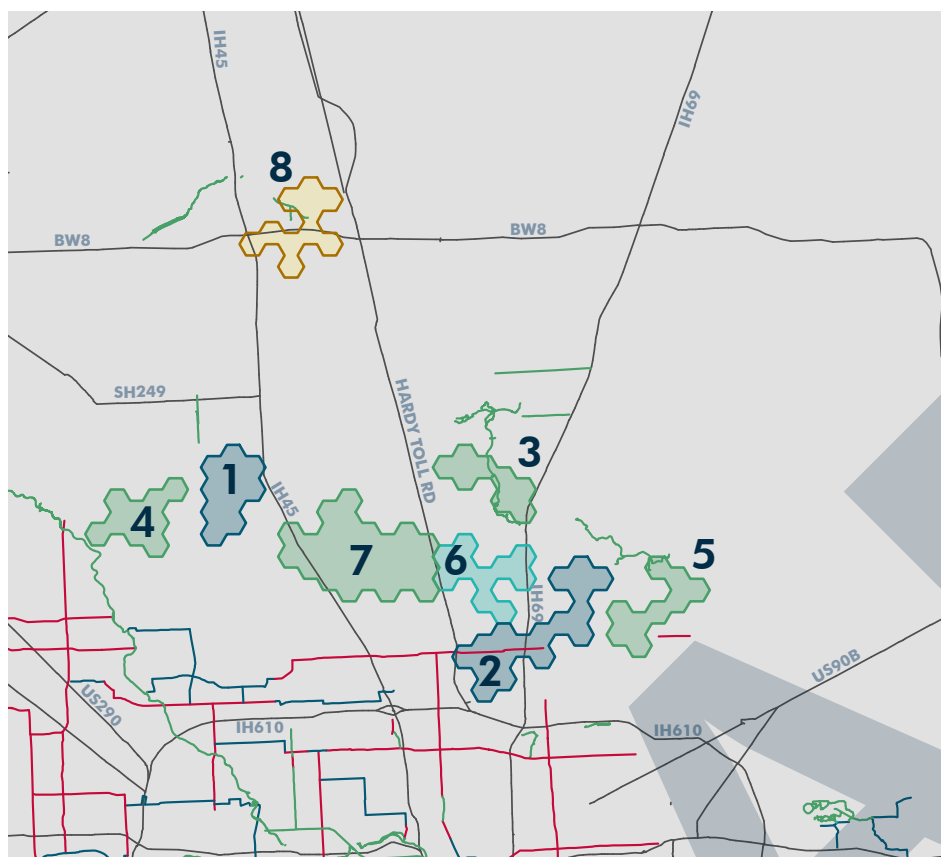 IH45
IH69
8
BW8
BW8
SH249
HARDY TOLL RD
3
1
IH45
4
7
6
5
IH69
2
US90B
US290
IH610
IH610